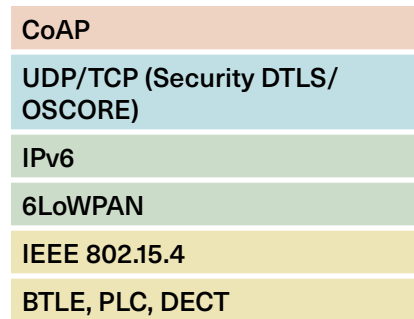 CoAP
UDP/TCP (Security DTLS/
OSCORE)
IPv6
6LoWPAN
IEEE 802.15.4
BTLE, PLC, DECT